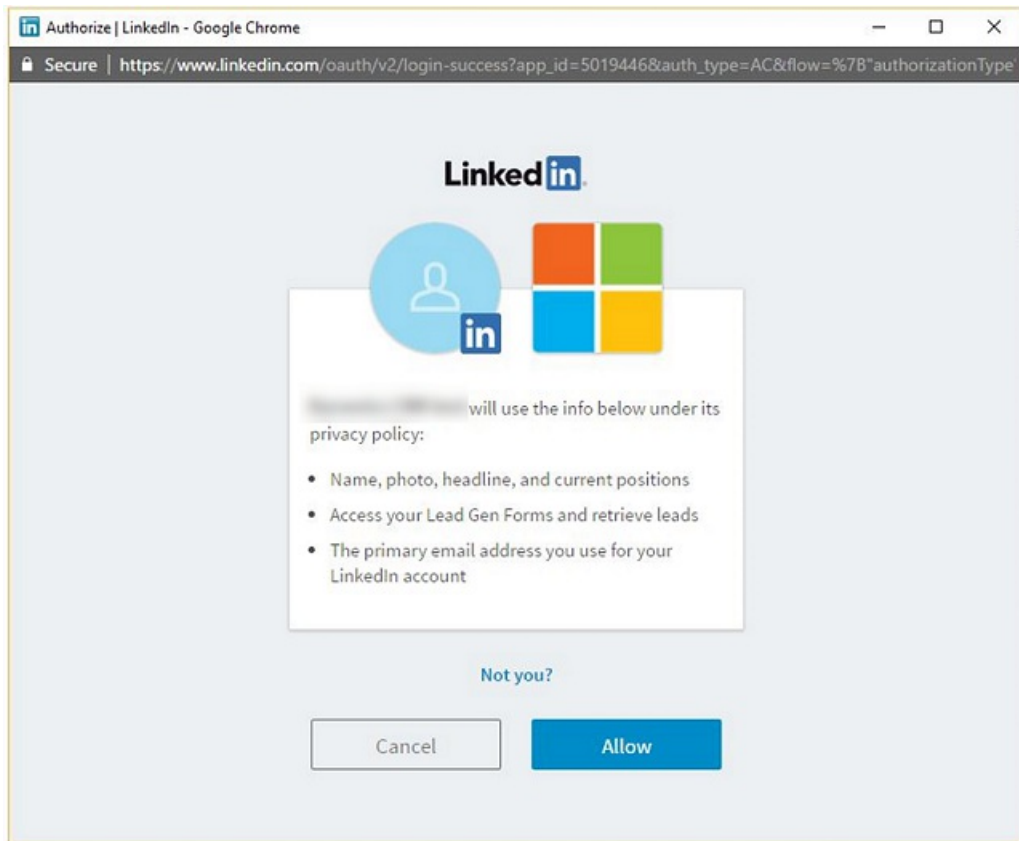 in Authorize | LinkedIn - Google Chrome
Secure | https://www.linkedin.com/oauth/v2/login-success?app_id=5019446&auth_type=AC&flow=%7B"authorizationType"
Linked in
in
will use the info below under its
privacy policy:
• Name, photo, headline, and current positions
• Access your Lead Gen Forms and retrieve leads
• The primary email address you use for your
LinkedIn account
Not you?
Cancel
Allow